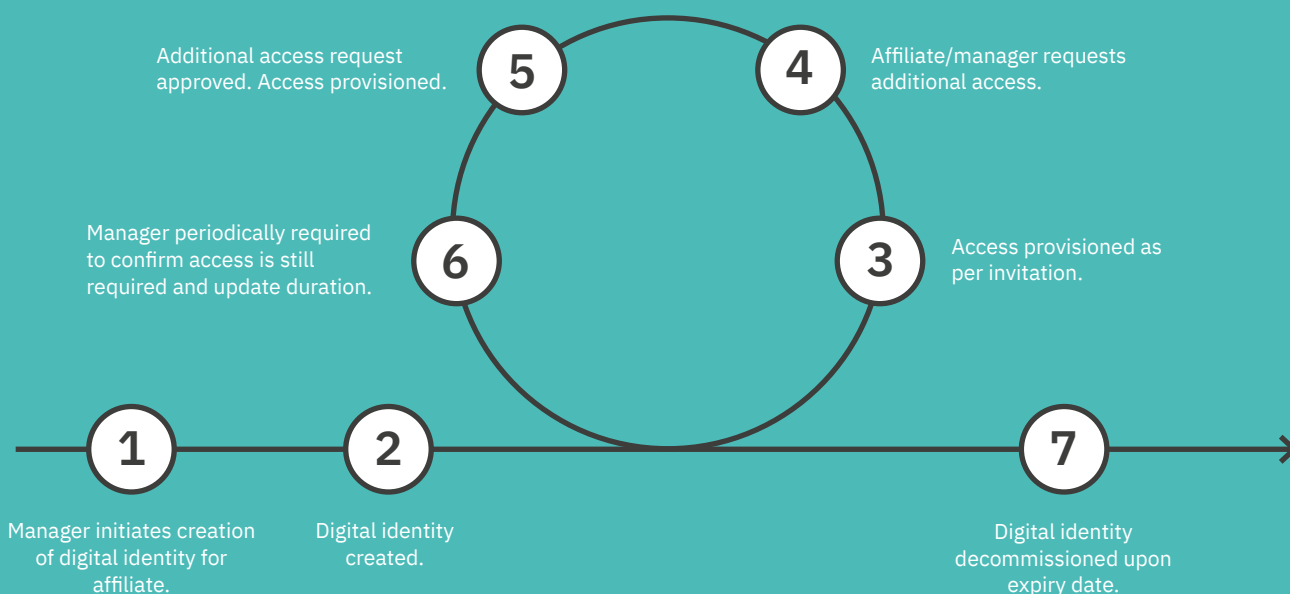 5
Additional access request
approved. Access provisioned.
4
Affiliate/manager requests
additional access.
6
Manager periodically required
to confirm access is still
required and update duration.
3
Access provisioned as
per invitation.
1
Manager initiates creation
of digital identity for
affiliate.
2
Digital identity
created.
7
Digital identity
decommissioned upon
expiry date.